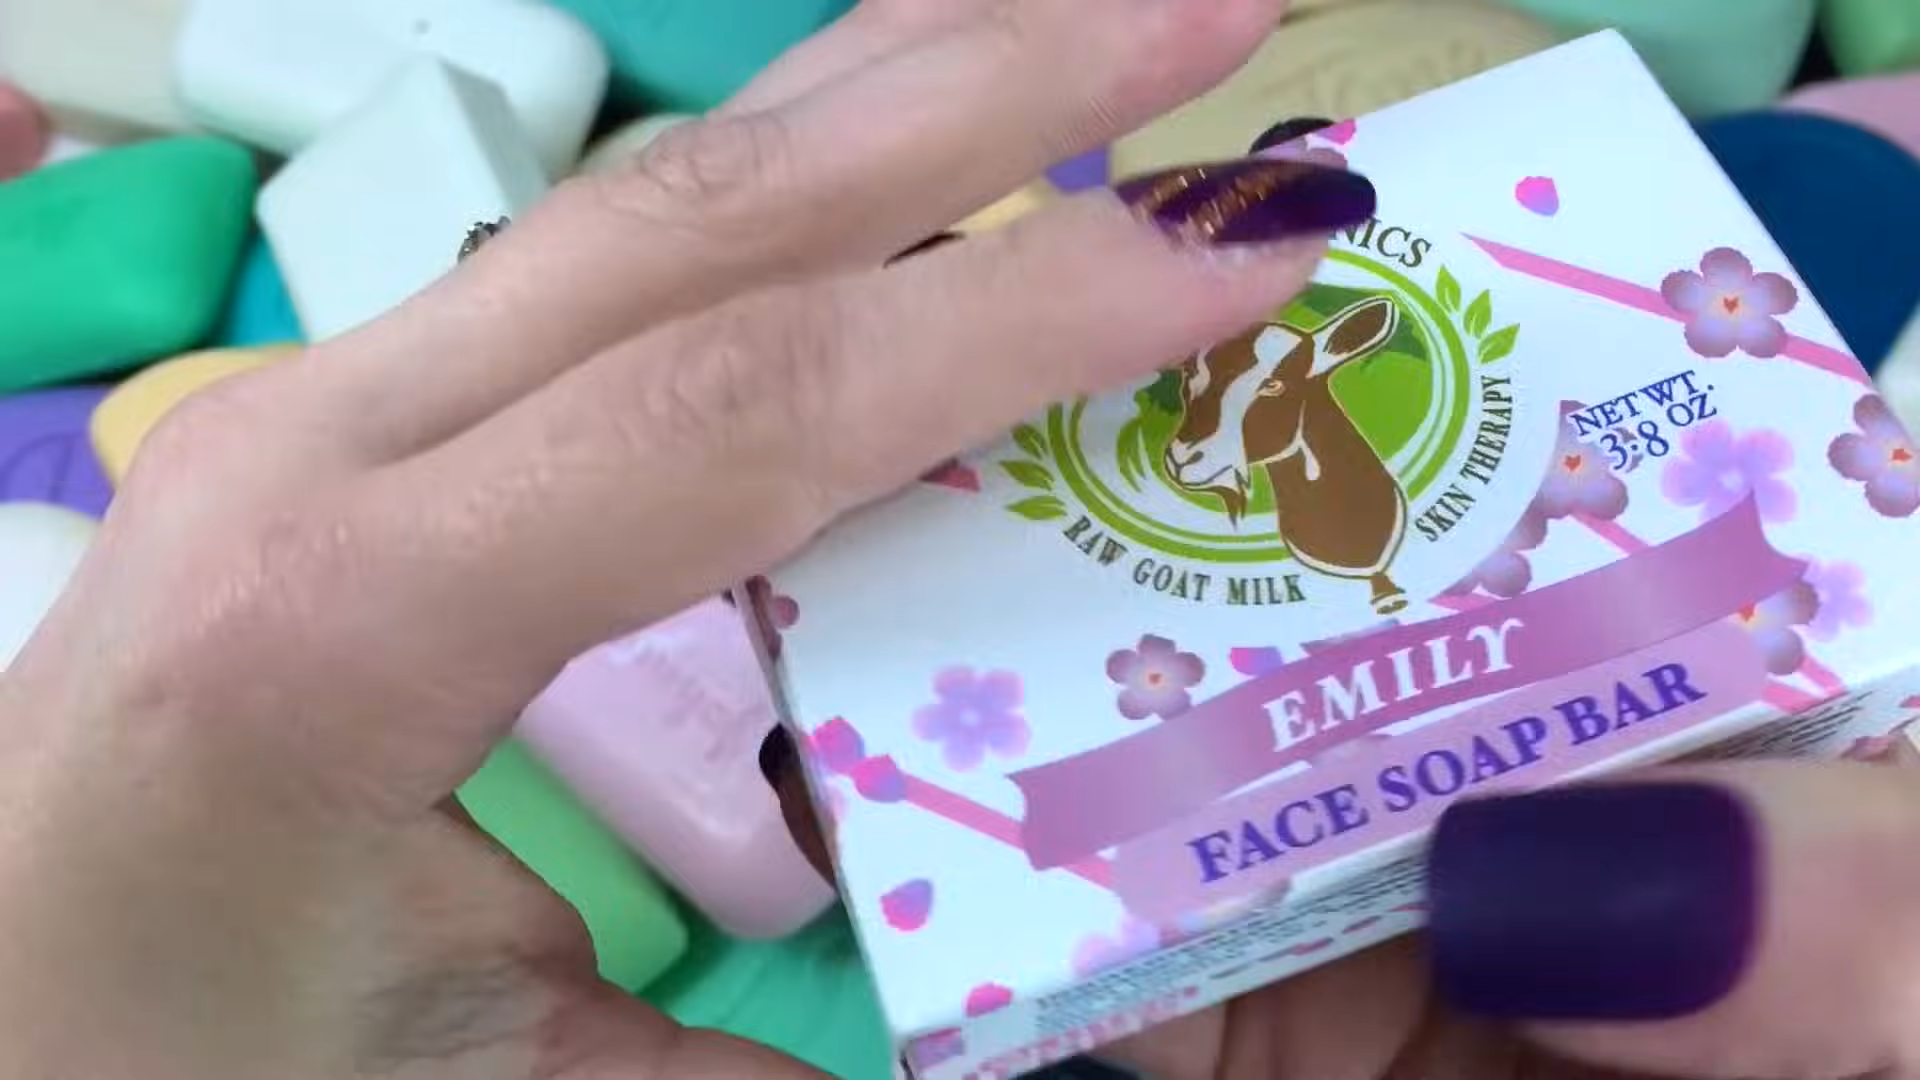 NICS
RAW GOAT MILK
SKIN THERAPY
NET WT.
3.8 OZ
EMILY
FACE SOAP BAR